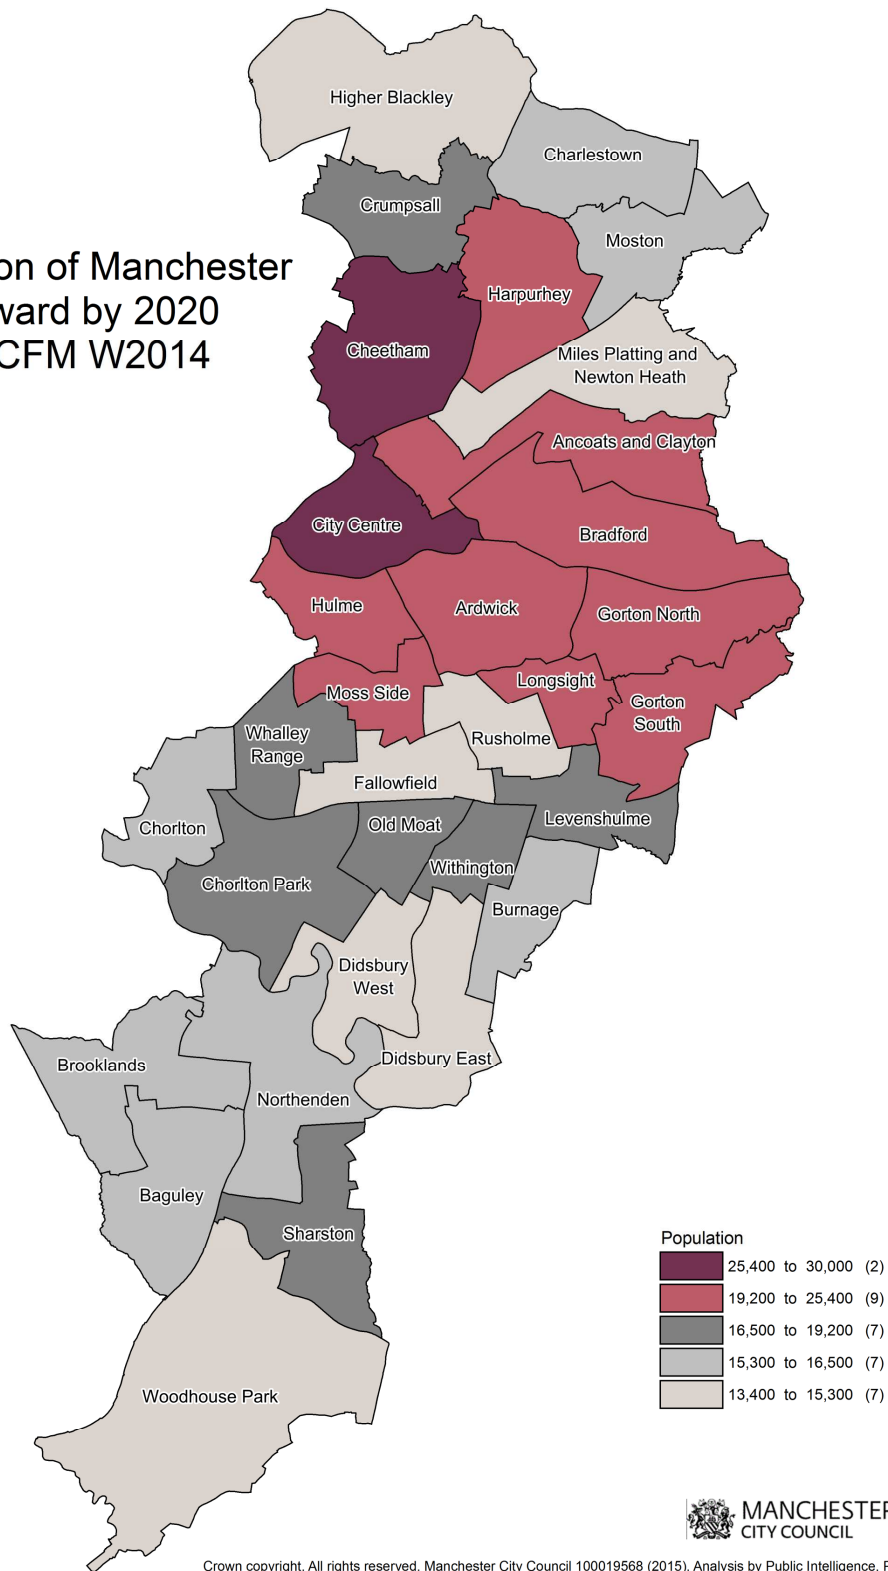 Higher Blackley
Charlestown
Crumpsall
Moston
on of Manchester
ward by 2020
CFM W2014
Harpurhey
Cheetham
Miles Platting and
Newton Heath
Ancoats and Clayton
City Centre
Bradford
Hulme
Ardwick
Gorton North
Longsight
Moss Side
Gorton
South
Whalley
Range
Rusholme
Fallowfield
Chorlton
Old Moat
Levenshulme
Withington
Chorlton Park
Burnage
Didsbury
West
Didsbury East
Brooklands
Northenden
Baguley
Sharston
Population
25,400 to 30,000 (2)
19,200 to 25,400 (9)
16,500 to 19,200 (7)
15,300 to 16,500 (7)
13,400 to 15,300 (7)
Woodhouse Park
MANCHESTER
CITY COUNCIL
Crown copyright. All rights reserved. Manchester City Council 100019568 (2015). Analysis by Public Intelligence. P